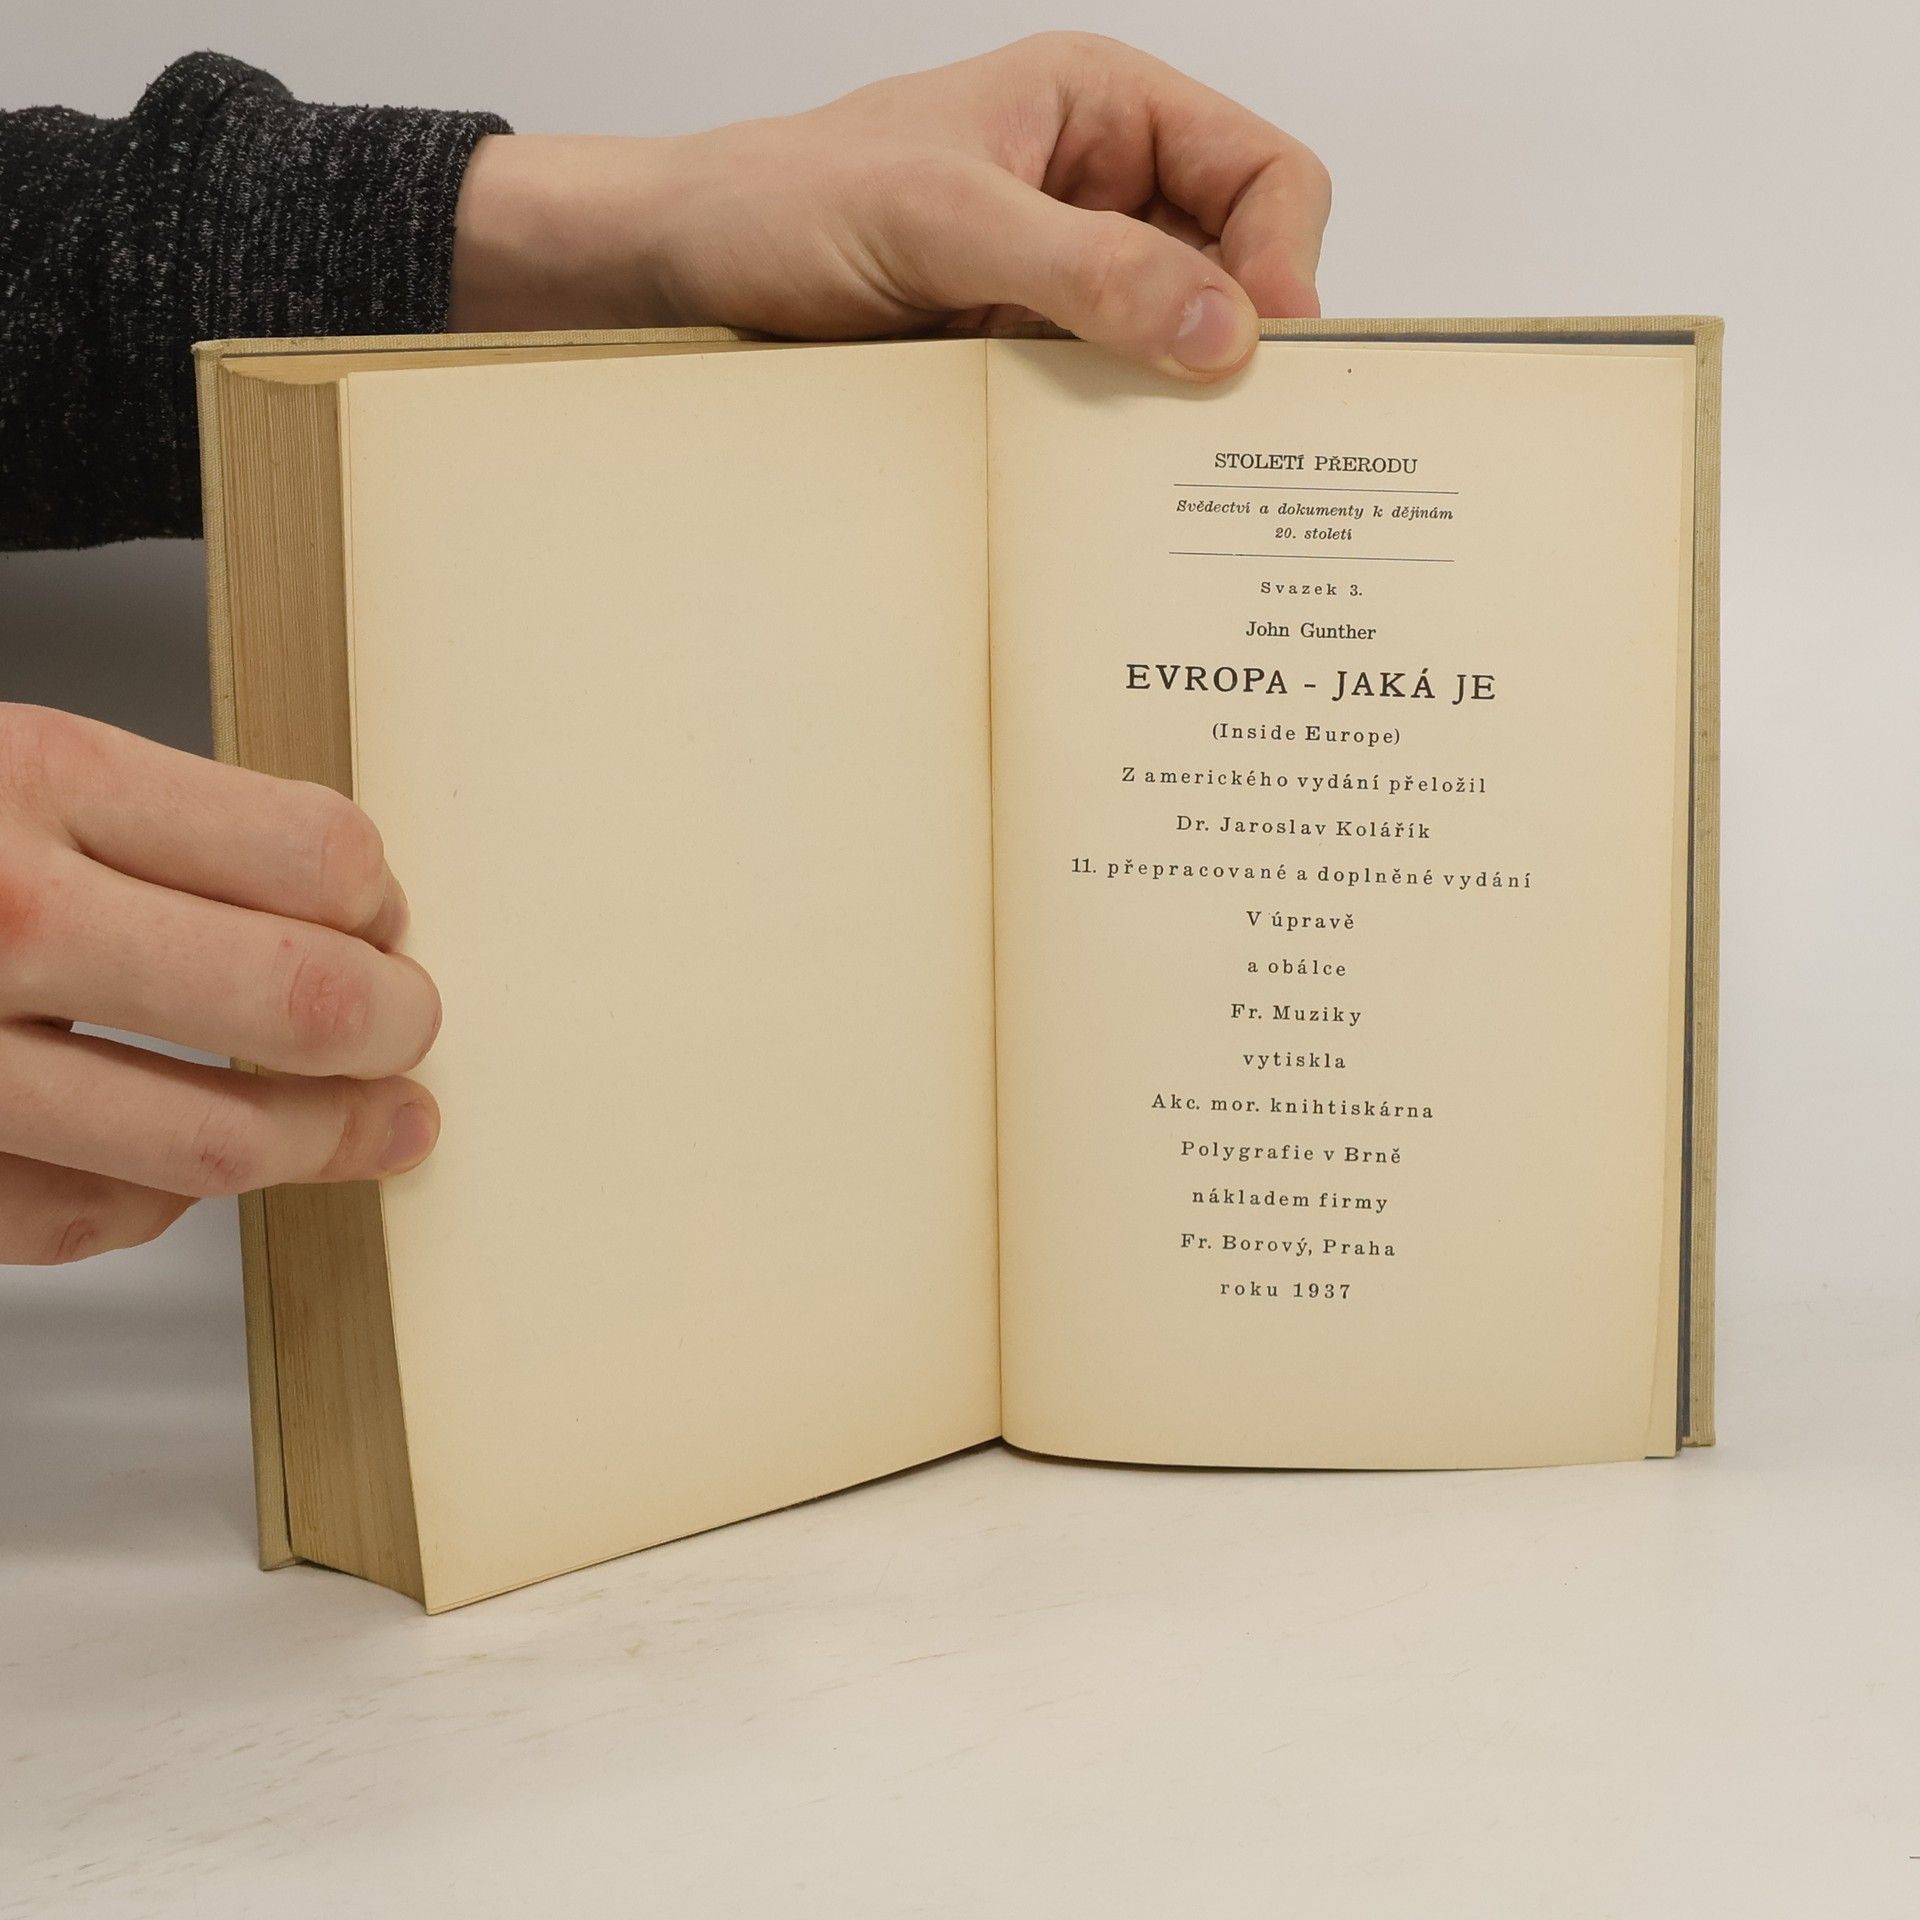 STOLETÍ PŘERODU
Svědectví a dokumenty k dějinám
20. století
Svazek 3.
John Gunther
EVROPA - JAKÁ JE
(Inside Europe)
Z amerického vydání přeložil
Dr. Jaroslav Kolářík
11. přepracované a doplněné vydání
V úpravě
a obálce
Fr. Muziky
vytiskla
Akc. mor. knihtiskárna
Polygrafie v Brně
nákladem firmy
Fr. Borový, Praha
roku 1937